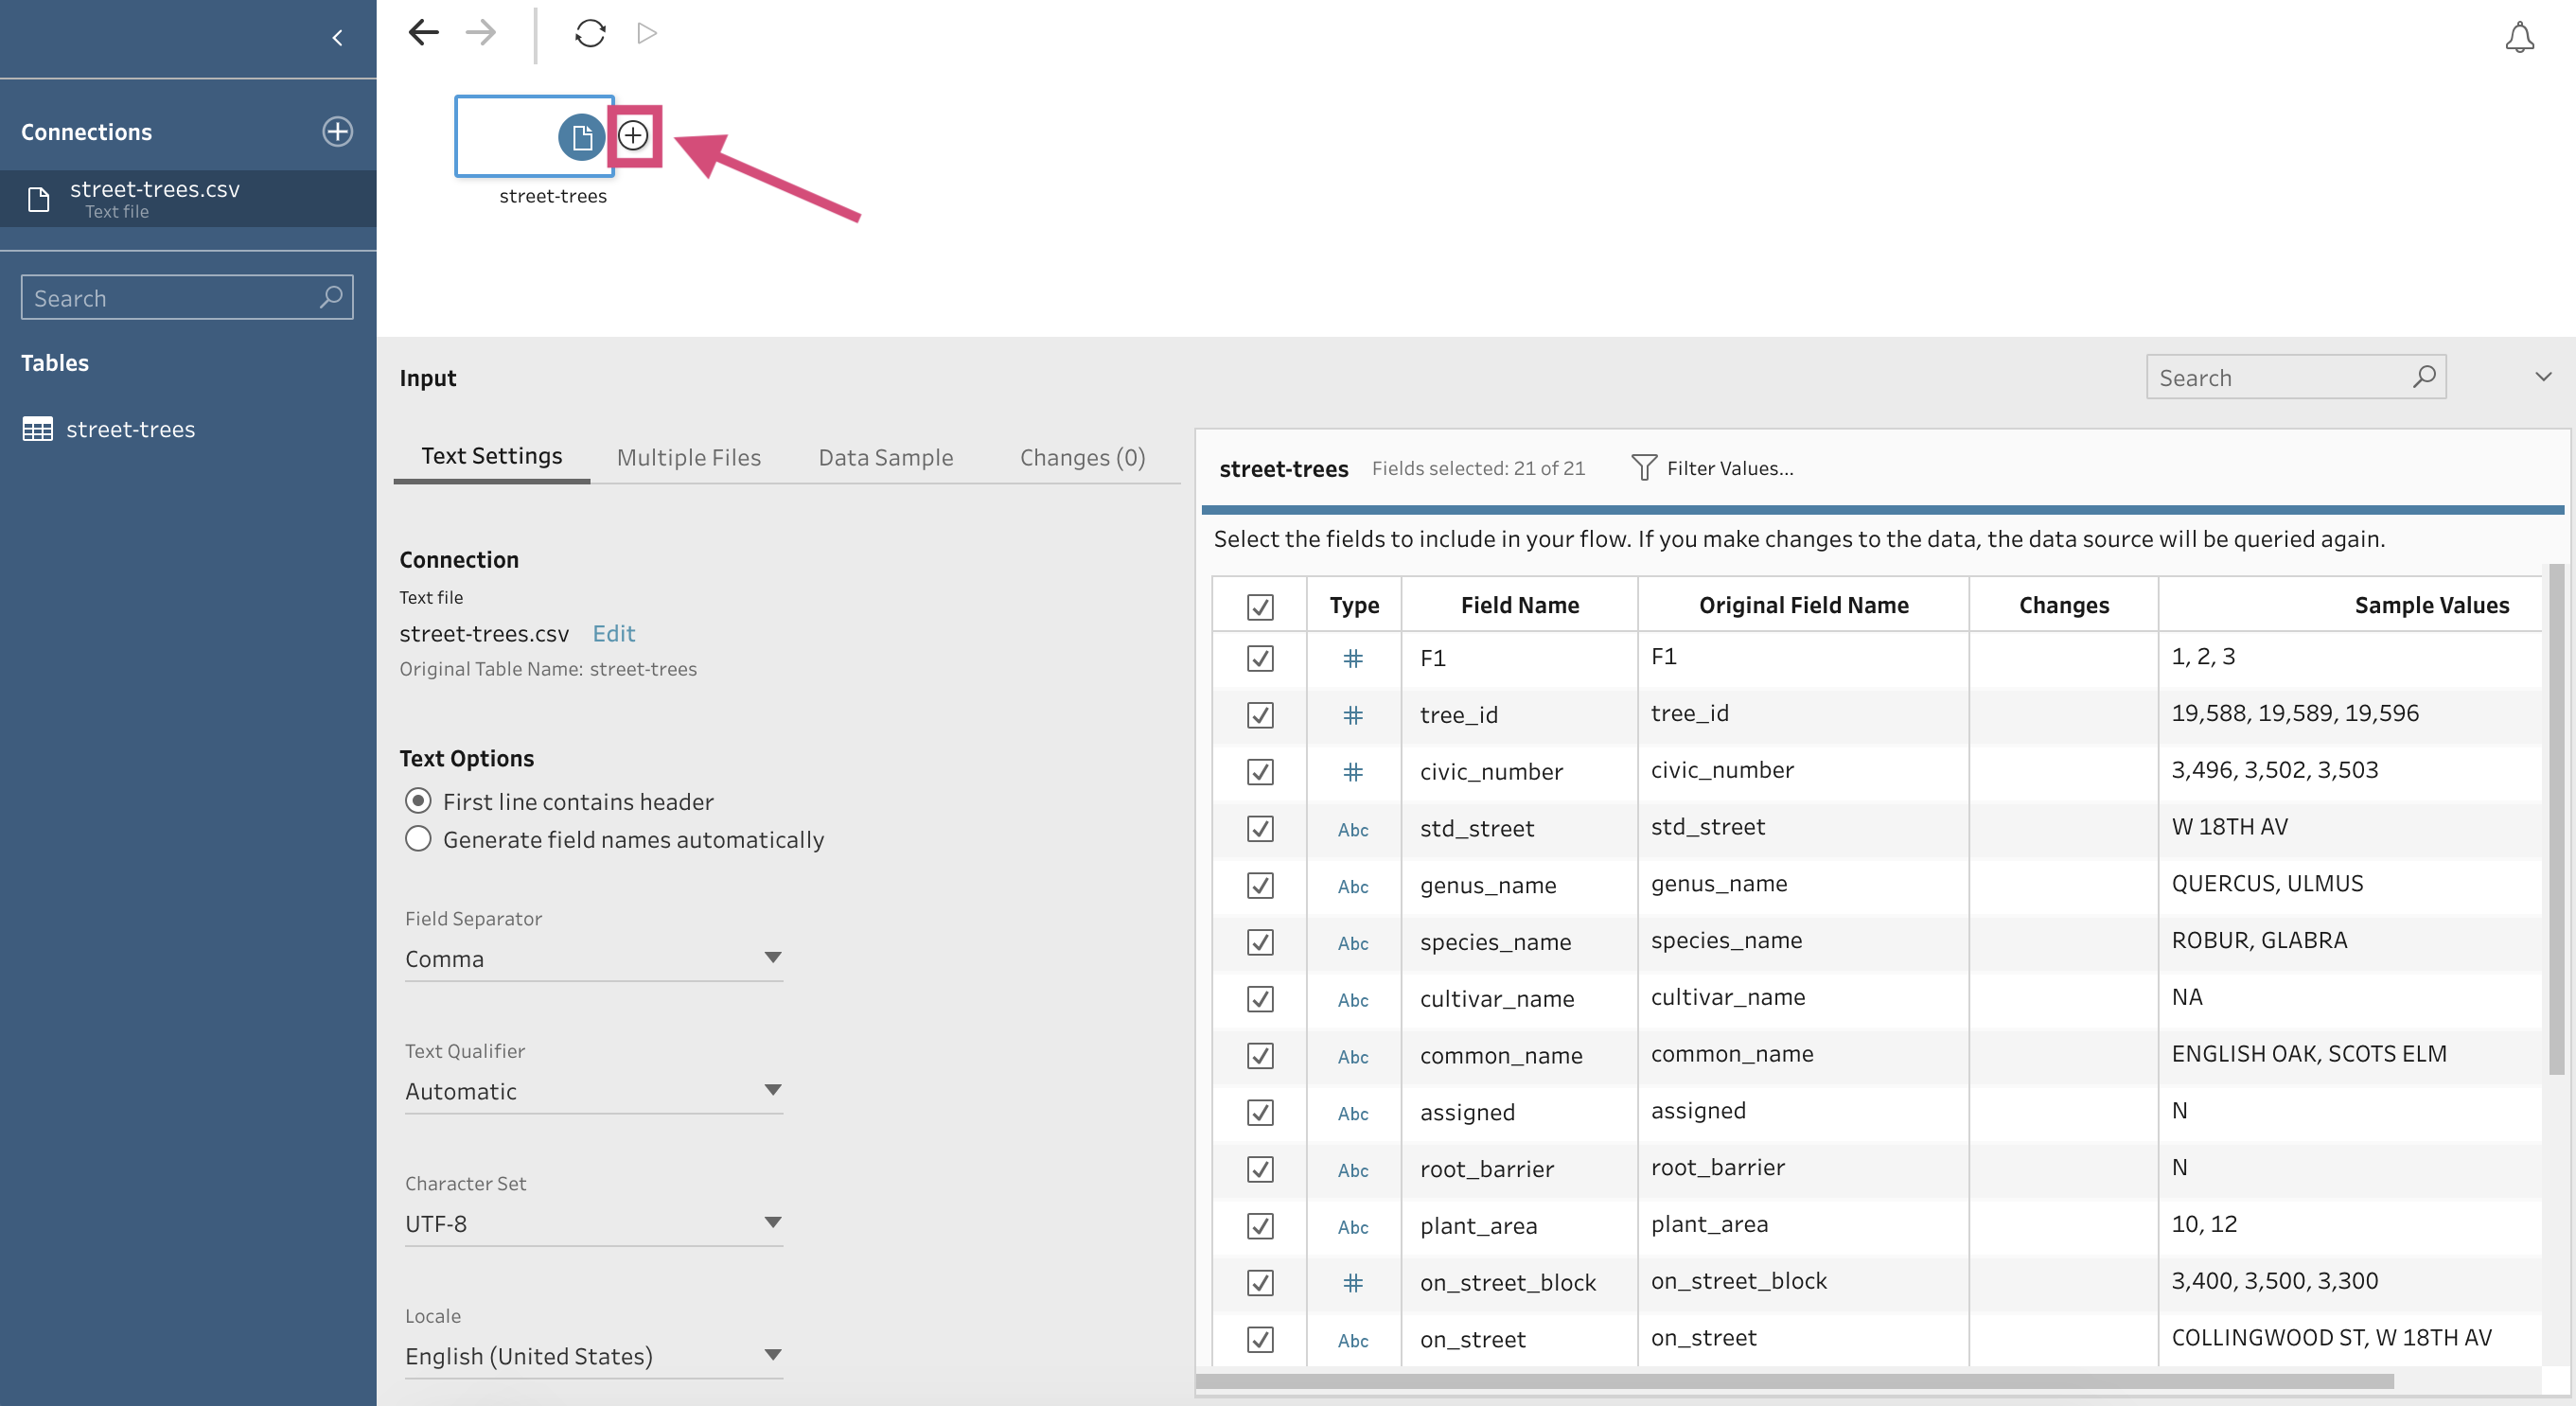 Connections
street-trees.csv
Text file
Search
Tables
street-trees
street-trees
Input
Search
Text Settings Multiple Files Data Sample Changes (0)
Connection
Text file
street-trees.csv Edit
Original Table Name: street-trees
Text Options
First line contains header
Generate field names automatically
Field Separator
Comma
Text Qualifier
Automatic
Character Set
UTF-8
Locale
English (United States)
street-trees Fields selected: 21 of 21 Filter Values...
Select the fields to include in your flow. If you make changes to the data, the data source will be queried again.
Type Field Name Original Field Name Changes Sample Values
# F1 F1 1, 2, 3
# tree_id tree_id 19,588, 19,589, 19,596
# civic_number civic_number 3,496, 3,502, 3,503
Abc std_street std_street W 18TH AV
Abc genus_name genus_name QUERCUS, ULMUS
Abc species_name species_name ROBUR, GLABRA
Abc cultivar_name cultivar_name NA
Abc common_name common_name ENGLISH OAK, SCOTS ELM
Abc assigned assigned N
Abc root_barrier root_barrier N
Abc plant_area plant_area 10, 12
# on_street_block on_street_block 3,400, 3,500, 3,300
Abc on_street on_street COLLINGWOOD ST, W 18TH AV